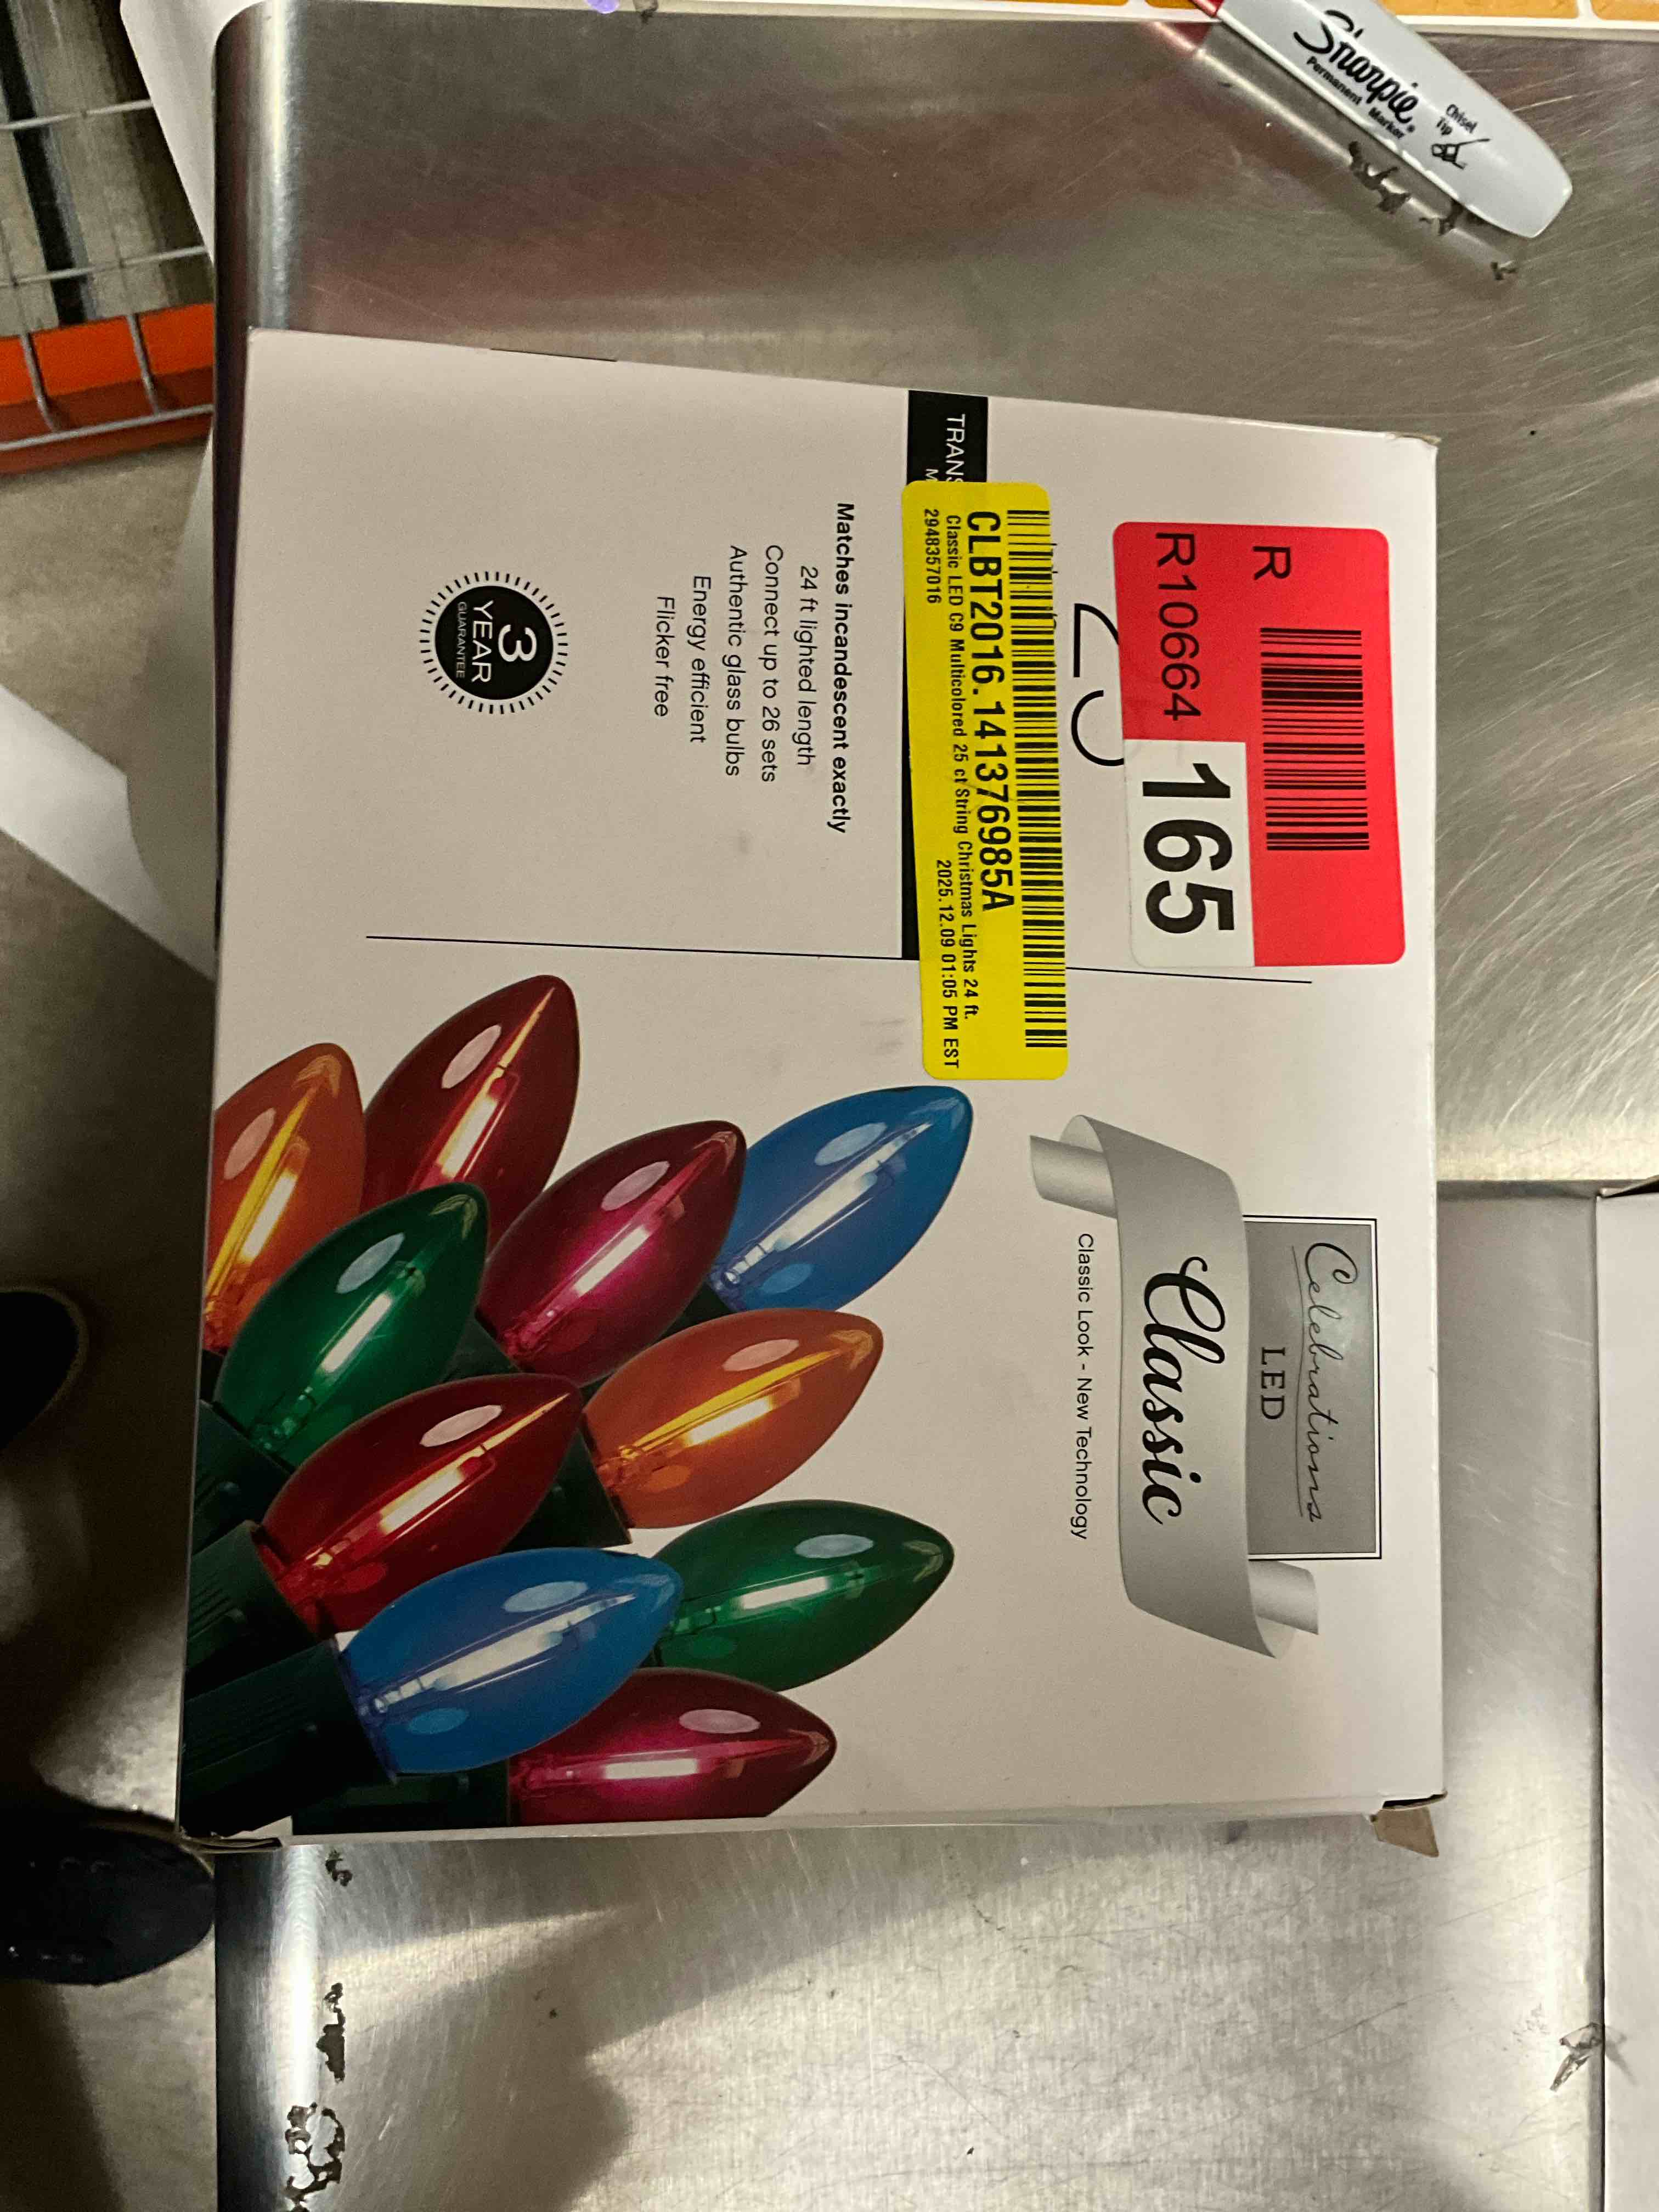 Sharpie®
Permanent Marker
Chisel
Tip
R
R10664
165
25
CLBT2016.141376985A
Classic LED C9 Multicolored 25 ct String Christmas Lights 24 ft.
2948357016
2025.12.09 01:05 PM EST
TRANS
M
Matches incandescent exactly
24 ft lighted length
Connect up to 26 sets
Authentic glass bulbs
Energy efficient
Flicker free
3
YEAR
GUARANTEE
Celebrations
LED
Classic
Classic Look - New Technology